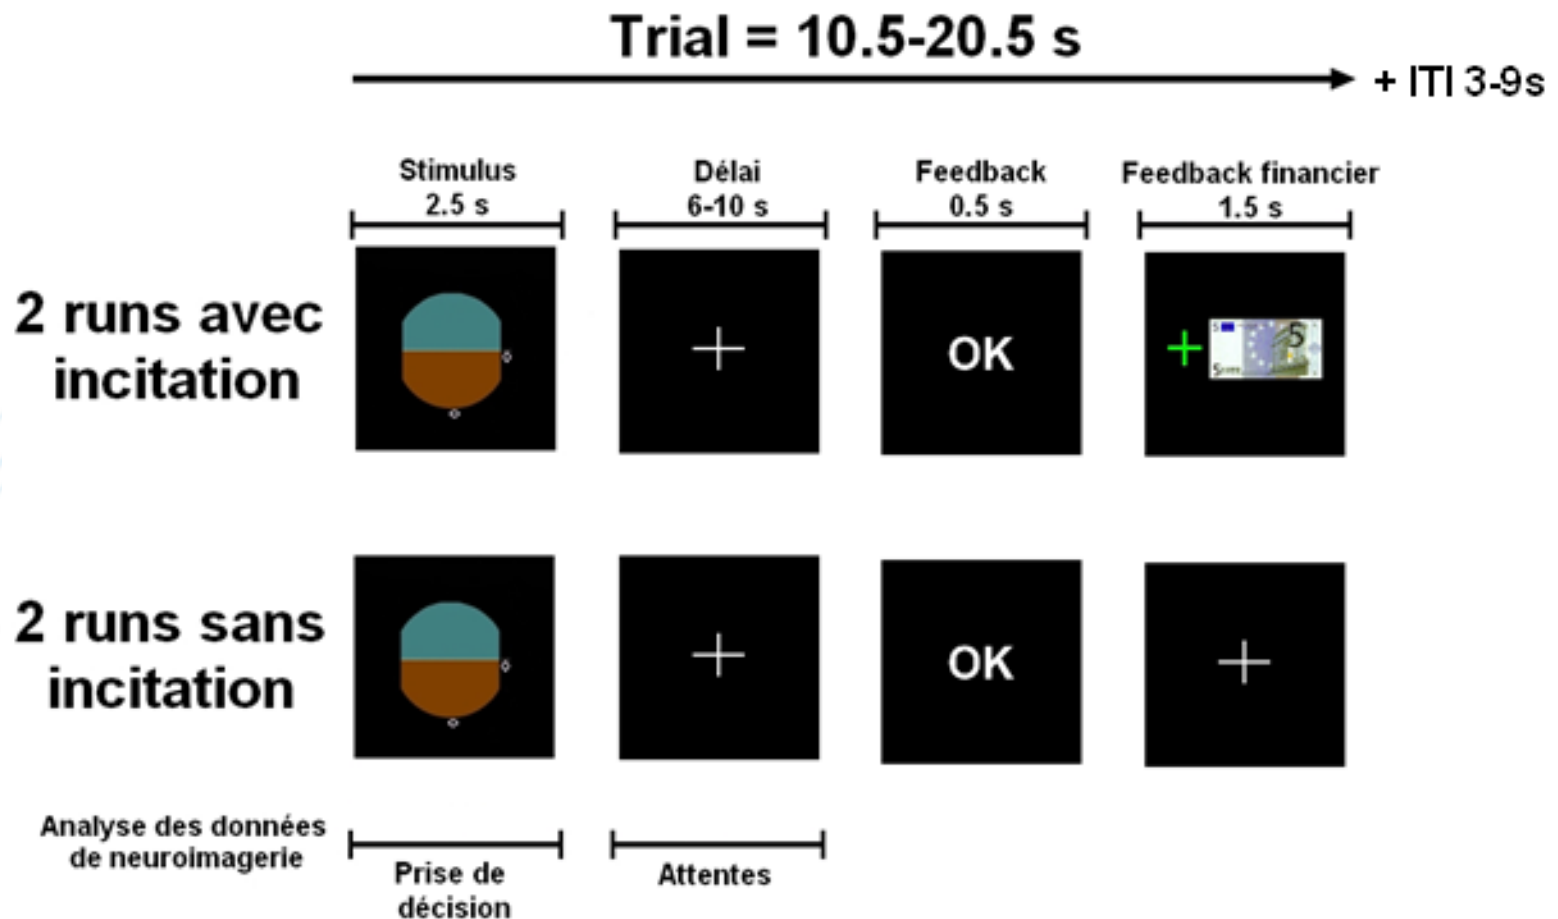 Trial = 10.5-20.5 s
+ ITI 3-9s
Stimulus
2.5 s
Délai
6-10 s
Feedback
0.5 s
Feedback financier
1.5 s
2 runs avec
incitation
OK
+
5
5
2 runs sans
incitation
OK
Analyse des données
de neuroimagerie
Prise de
décision
Attentes